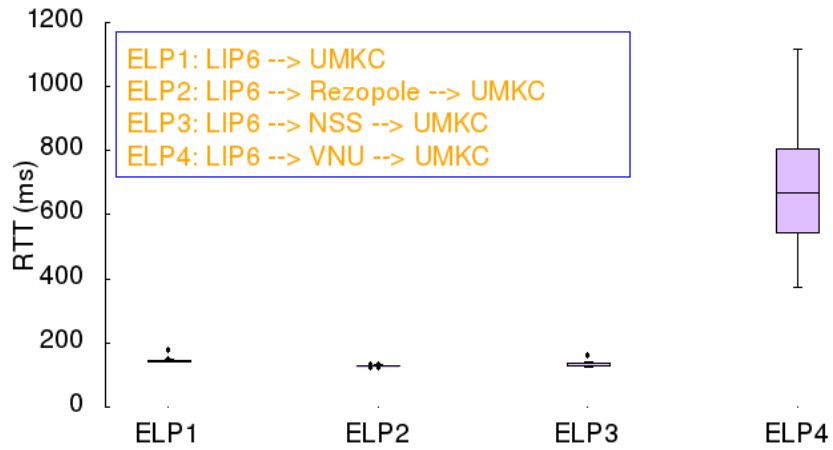 1200
1000
800
600
400
200
0
RTT (ms)
ELP1: LIP6 --> UMKC
ELP2: LIP6 --> Rezopole --> UMKC
ELP3: LIP6 --> NSS --> UMKC
ELP4: LIP6 --> VNU --> UMKC
ELP1 ELP2 ELP3 ELP4